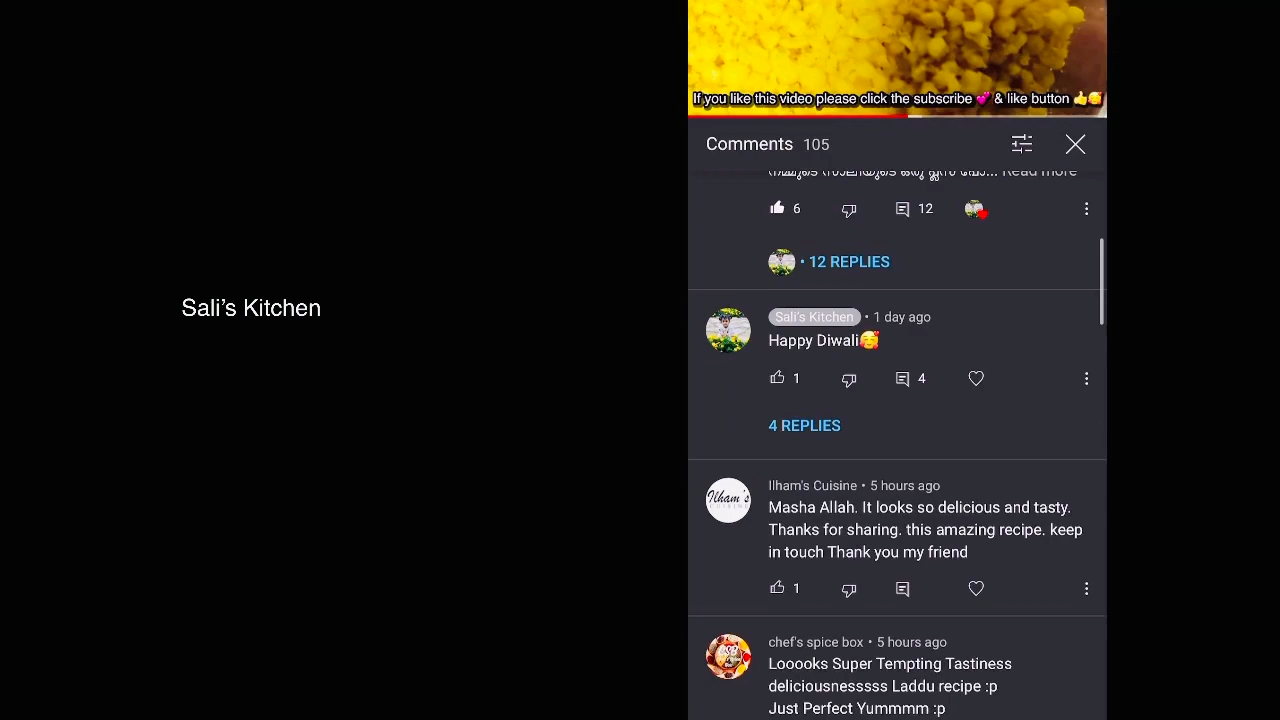 If you like this video please click the subscribe 💕 & like button 👍🥰
Comments 105
Read more
6
12
• 12 REPLIES
Sali's Kitchen
Sali's Kitchen • 1 day ago
Happy Diwali🥰
1
4
4 REPLIES
Ilham's
CUISINE
Ilham's Cuisine • 5 hours ago
Masha Allah. It looks so delicious and tasty.
Thanks for sharing. this amazing recipe. keep
in touch Thank you my friend
1
chef's spice box • 5 hours ago
Looooks Super Tempting Tastiness
deliciousnesssss Laddu recipe :p
Just Perfect Yummmm :p